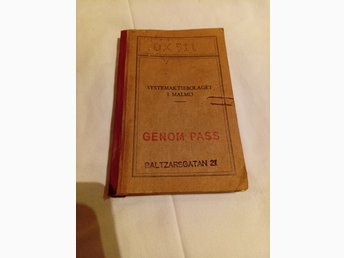 SYSTEMAKTIEBOLAGET
I MALMÖ
GENOM PASS
BALTZARSGATAN 21